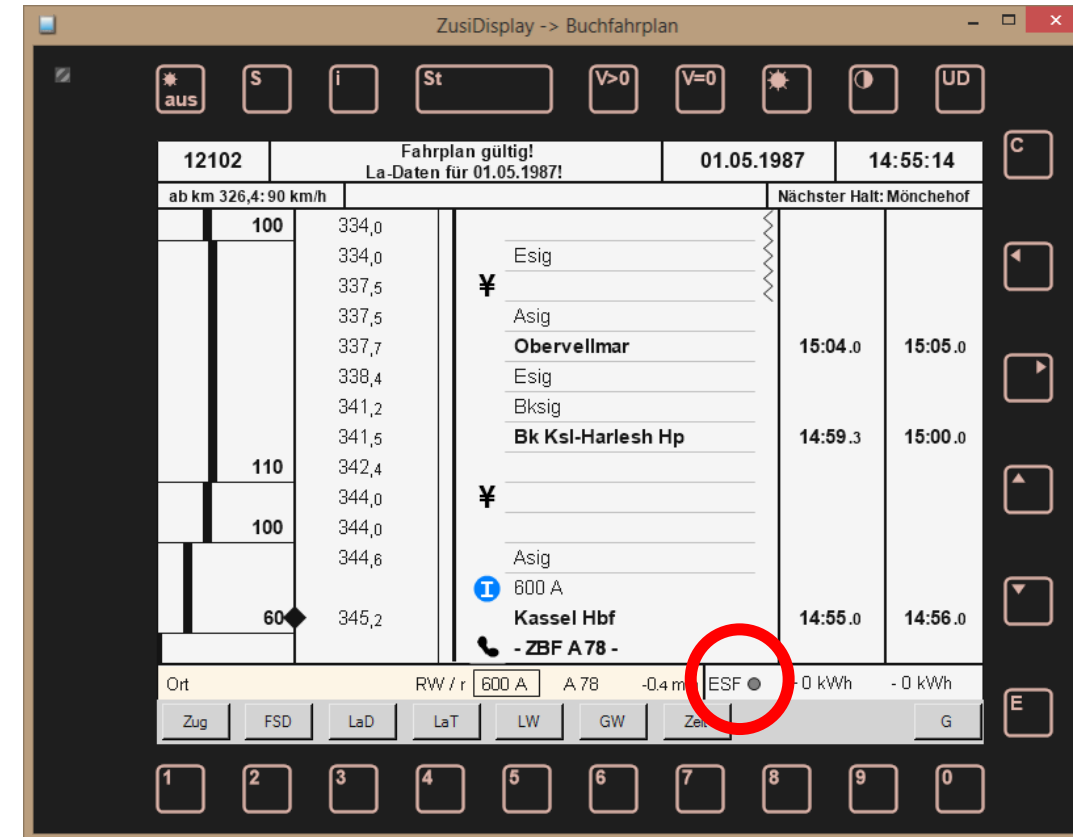 ZusiDisplay -> Buchfahrplan
aus S i St V>0 V=0 UD
C
12102 Fahrplan gültig! 01.05.1987 14:55:14
La-Daten für 01.05.1987!
ab km 326,4: 90 km/h Nächster Halt: Mönchehof
100 334,0
334,0 Esig
337,5 ¥
337,5 Asig
337,7 Obervellmar 15:04.0 15:05.0
338,4 Esig
341,2 Bksig
341,5 Bk Ksl-Harlesh Hp 14:59.3 15:00.0
110 342,4
344,0 ¥
100 344,0
344,6 Asig
I 600 A
60 345,2 Kassel Hbf 14:55.0 14:56.0
- ZBF A 78 -
Ort RW / r 600 A A 78 -0.4 ESF - 0 kWh - 0 kWh
E
Zug FSD LaD LaT LW GW G
1 2 3 4 5 6 7 8 9 0